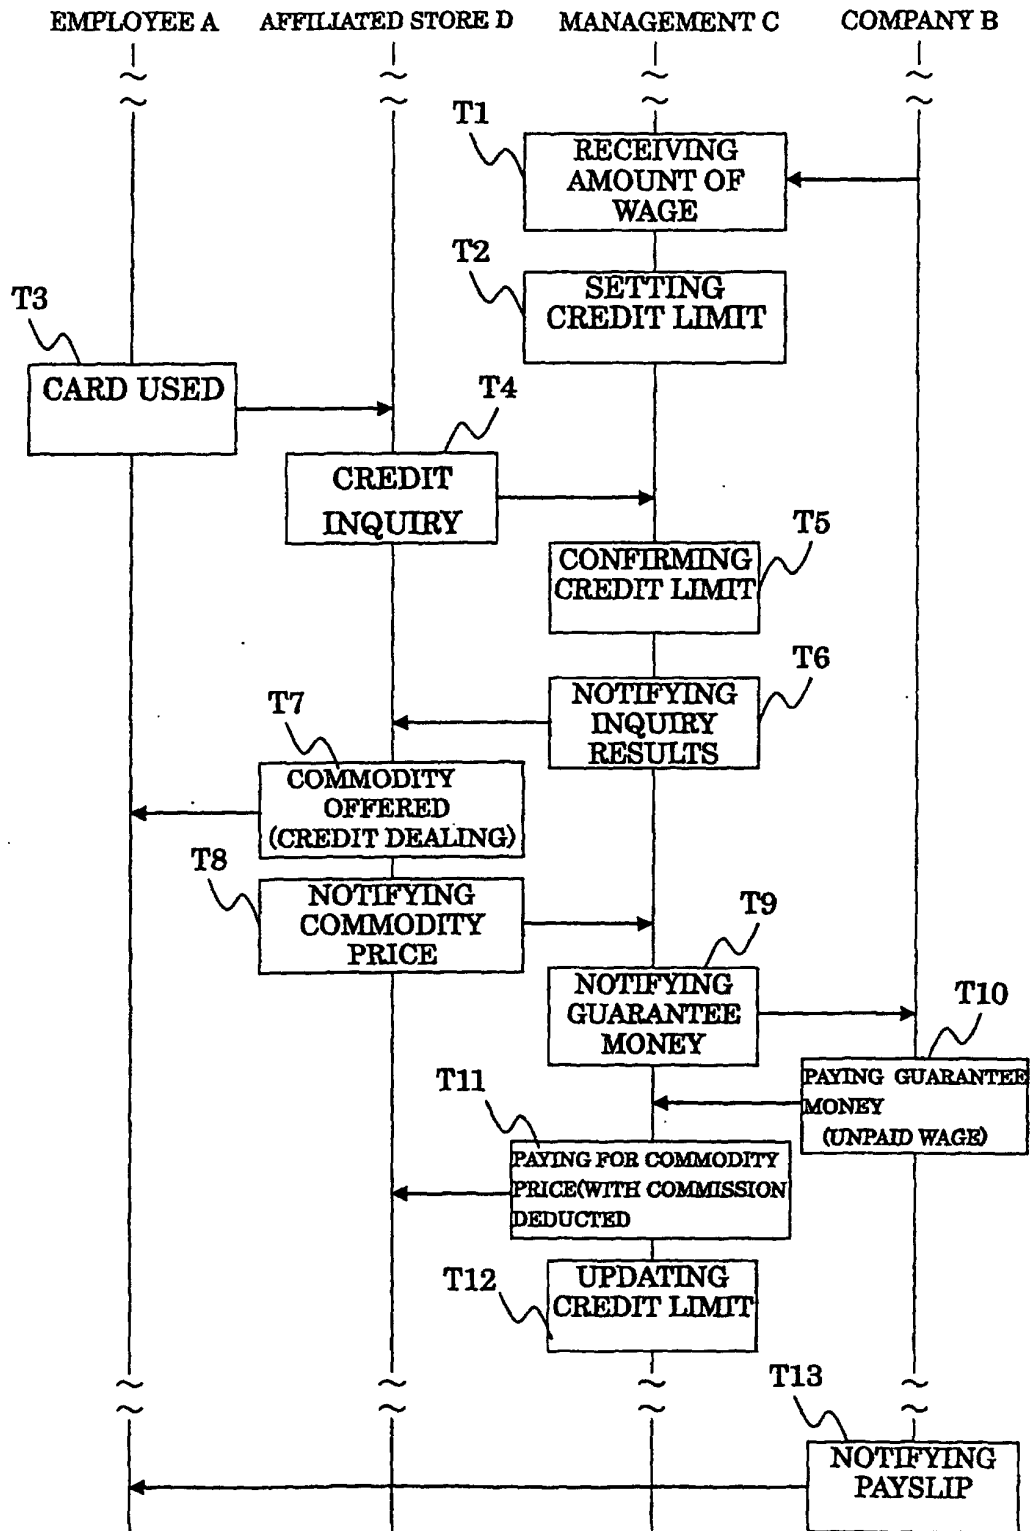 EMPLOYEE A
AFFILIATED STORE D
MANAGEMENT C
COMPANY B
T1
RECEIVING
AMOUNT OF
WAGE
T2
SETTING
CREDIT LIMIT
T3
CARD USED
T4
CREDIT
INQUIRY
T5
CONFIRMING
CREDIT LIMIT
T6
NOTIFYING
INQUIRY
RESULTS
T7
COMMODITY
OFFERED
(CREDIT DEALING)
T8
NOTIFYING
COMMODITY
PRICE
T9
NOTIFYING
GUARANTEE
MONEY
T10
PAYING GUARANTEE
MONEY
(UNPAID WAGE)
T11
PAYING FOR COMMODITY
PRICE(WITH COMMISSION
DEDUCTED
T12
UPDATING
CREDIT LIMIT
T13
NOTIFYING
PAYSLIP